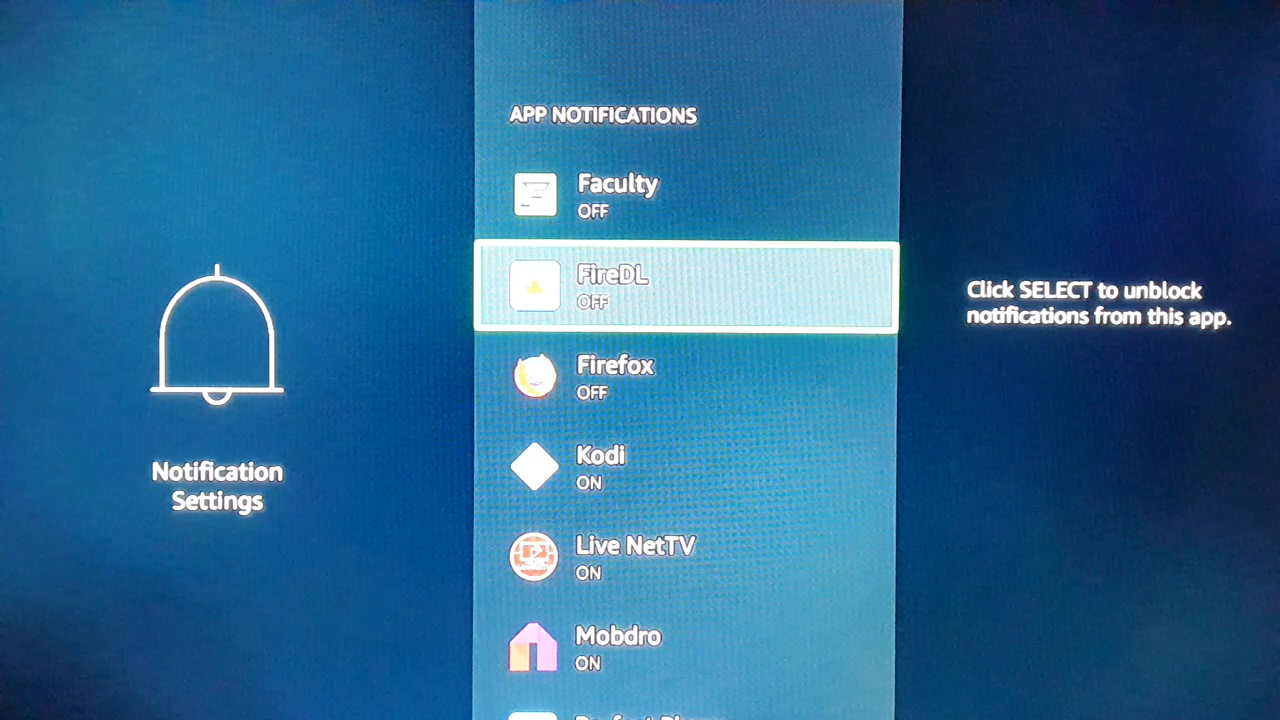 APP NOTIFICATIONS
Faculty
OFF
FireDL
OFF
Click SELECT to unblock
notifications from this app.
Firefox
OFF
Kodi
ON
Notification
Settings
Live NetTV
ON
Mobdro
ON